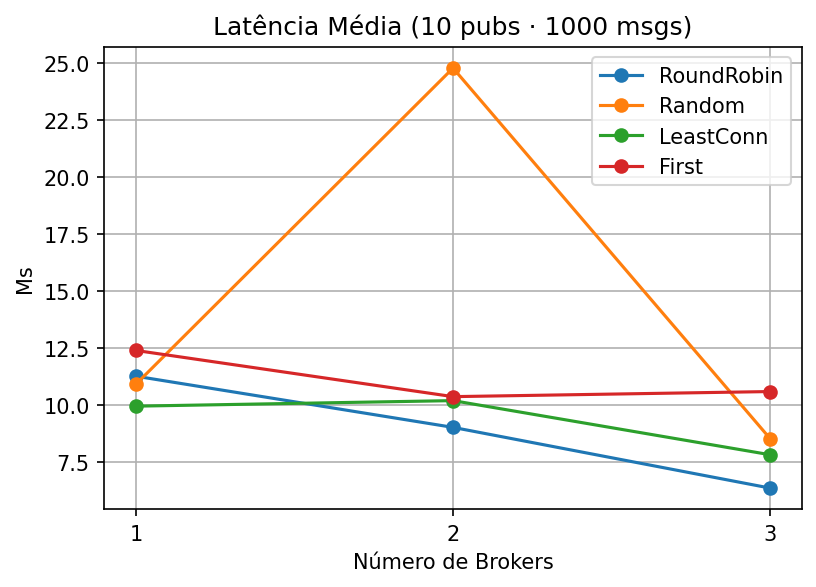 Latência Média (10 pubs · 1000 msgs)
25.0
22.5
20.0
17.5
15.0
12.5
10.0
7.5
Ms
RoundRobin
Random
LeastConn
First
1
2
3
Número de Brokers